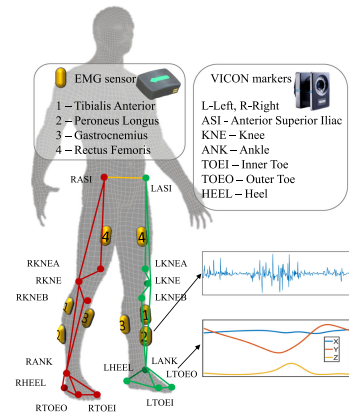 EMG sensor
1 – Tibialis Anterior
2 – Peroneus Longus
3 – Gastrocnemius
4 – Rectus Femoris
VICON markers
L-Left, R-Right
ASI - Anterior Superior Iliac
KNE – Knee
ANK – Ankle
TOEI – Inner Toe
TOEO – Outer Toe
HEEL – Heel
RASI
LASI
4
4
RKNEA
RKNE
RKNEB
LKNEA
LKNE
LKNEB
1
3
3
2
2
RANK
RHEEL
RTOEO
RTOEI
LHEEL
LANK
LTOEO
LTOEI
X
Y
Z